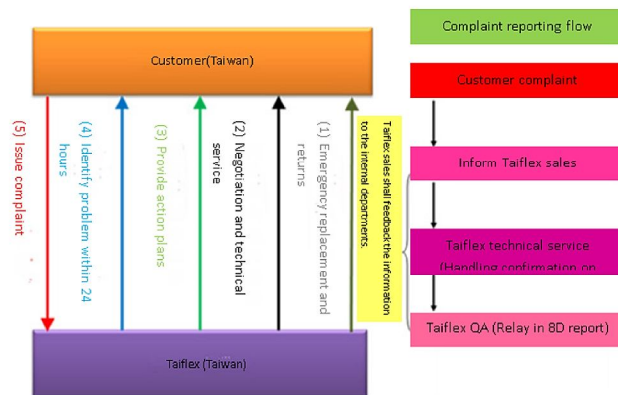 Customer(Taiwan)
(5) Issue complaint
(4) Identify problem within 24
hours
(3) Provide action plans
(2) Negotiation and technical
service
(1) Emergency replacement and
returns
Taiflex sales shall feedback the information
to the internal departments.
Taiflex (Taiwan)
Complaint reporting flow
Customer complaint
Inform Taiflex sales
Taiflex technical service
(Handling confirmation on
Taiflex QA (Relay in 8D report)